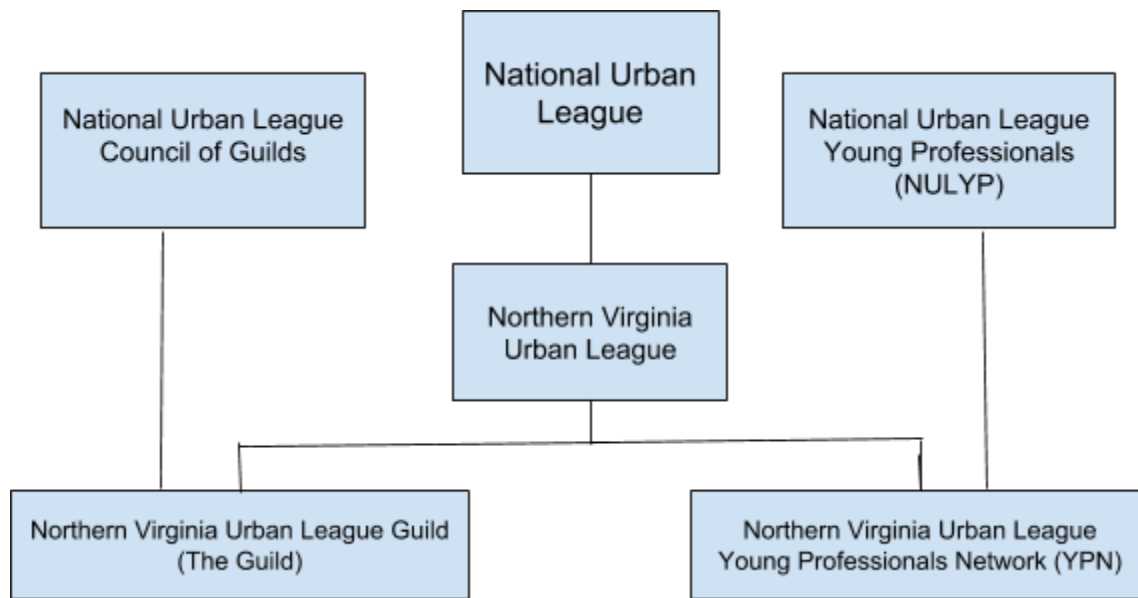 National Urban
League
National Urban League
Council of Guilds
National Urban League
Young Professionals
(NULYP)
Northern Virginia
Urban League
Northern Virginia Urban League Guild
(The Guild)
Northern Virginia Urban League
Young Professionals Network (YPN)